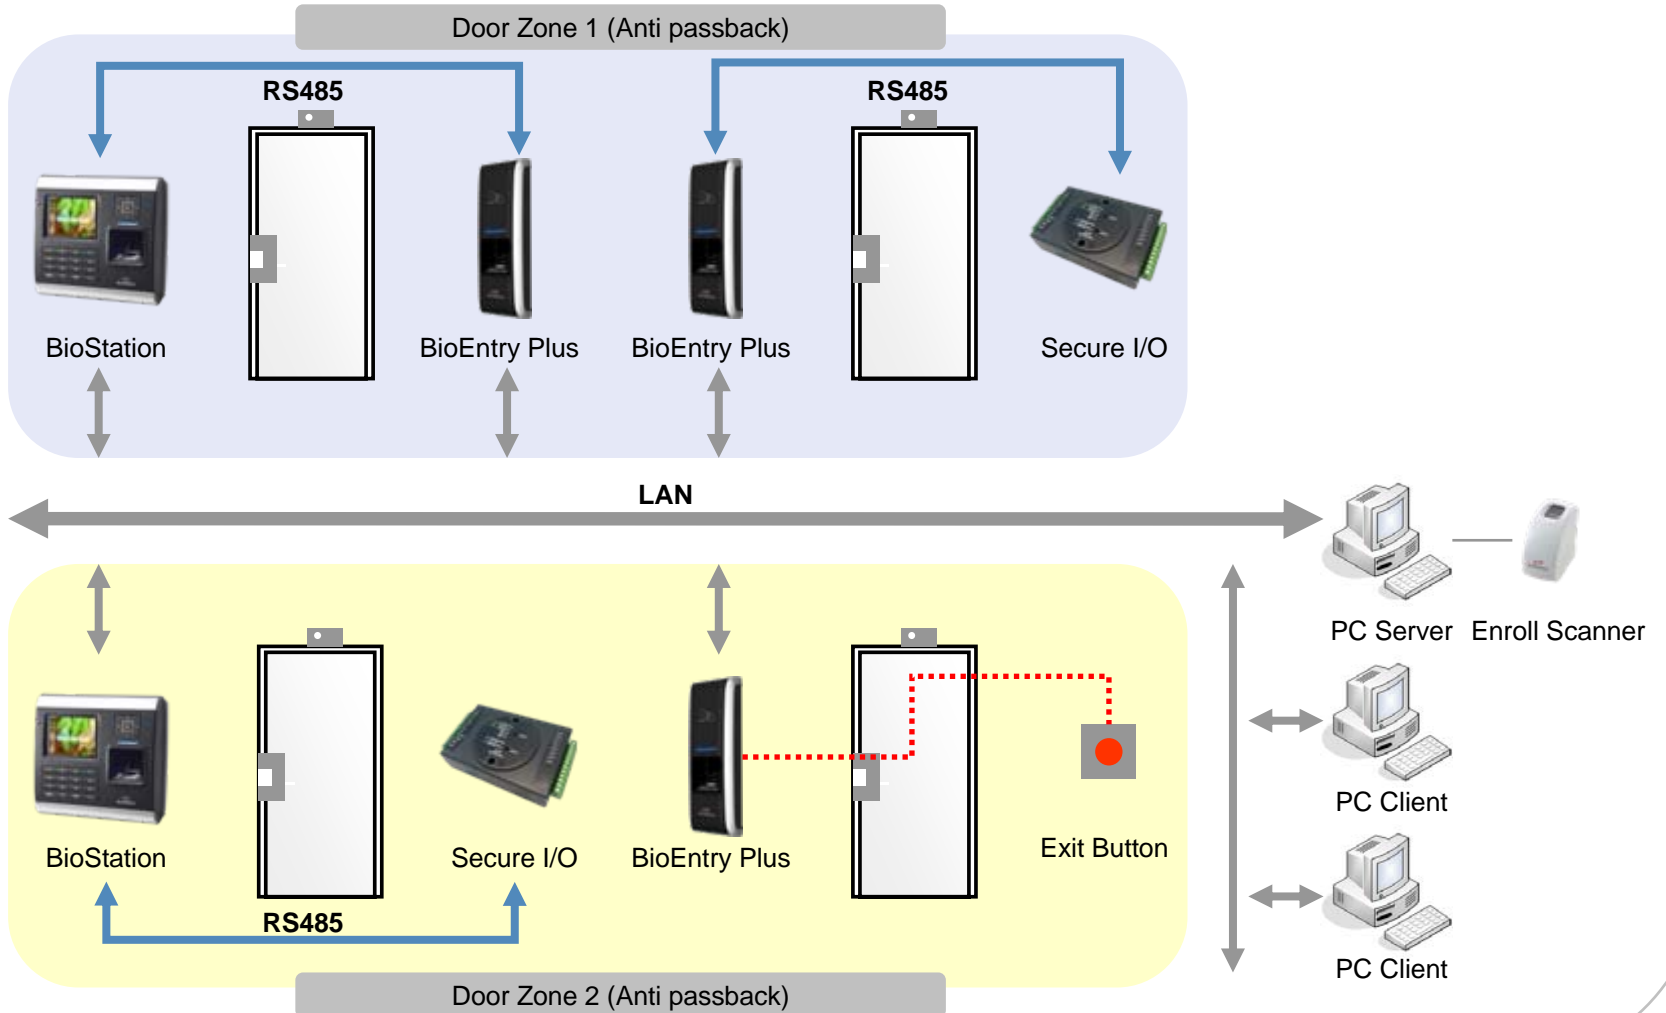 Door Zone 1 (Anti passback)
RS485
RS485
BioStation
BioEntry Plus
BioEntry Plus
Secure I/O
LAN
PC Server
Enroll Scanner
PC Client
BioStation
Secure I/O
BioEntry Plus
Exit Button
RS485
PC Client
Door Zone 2 (Anti passback)